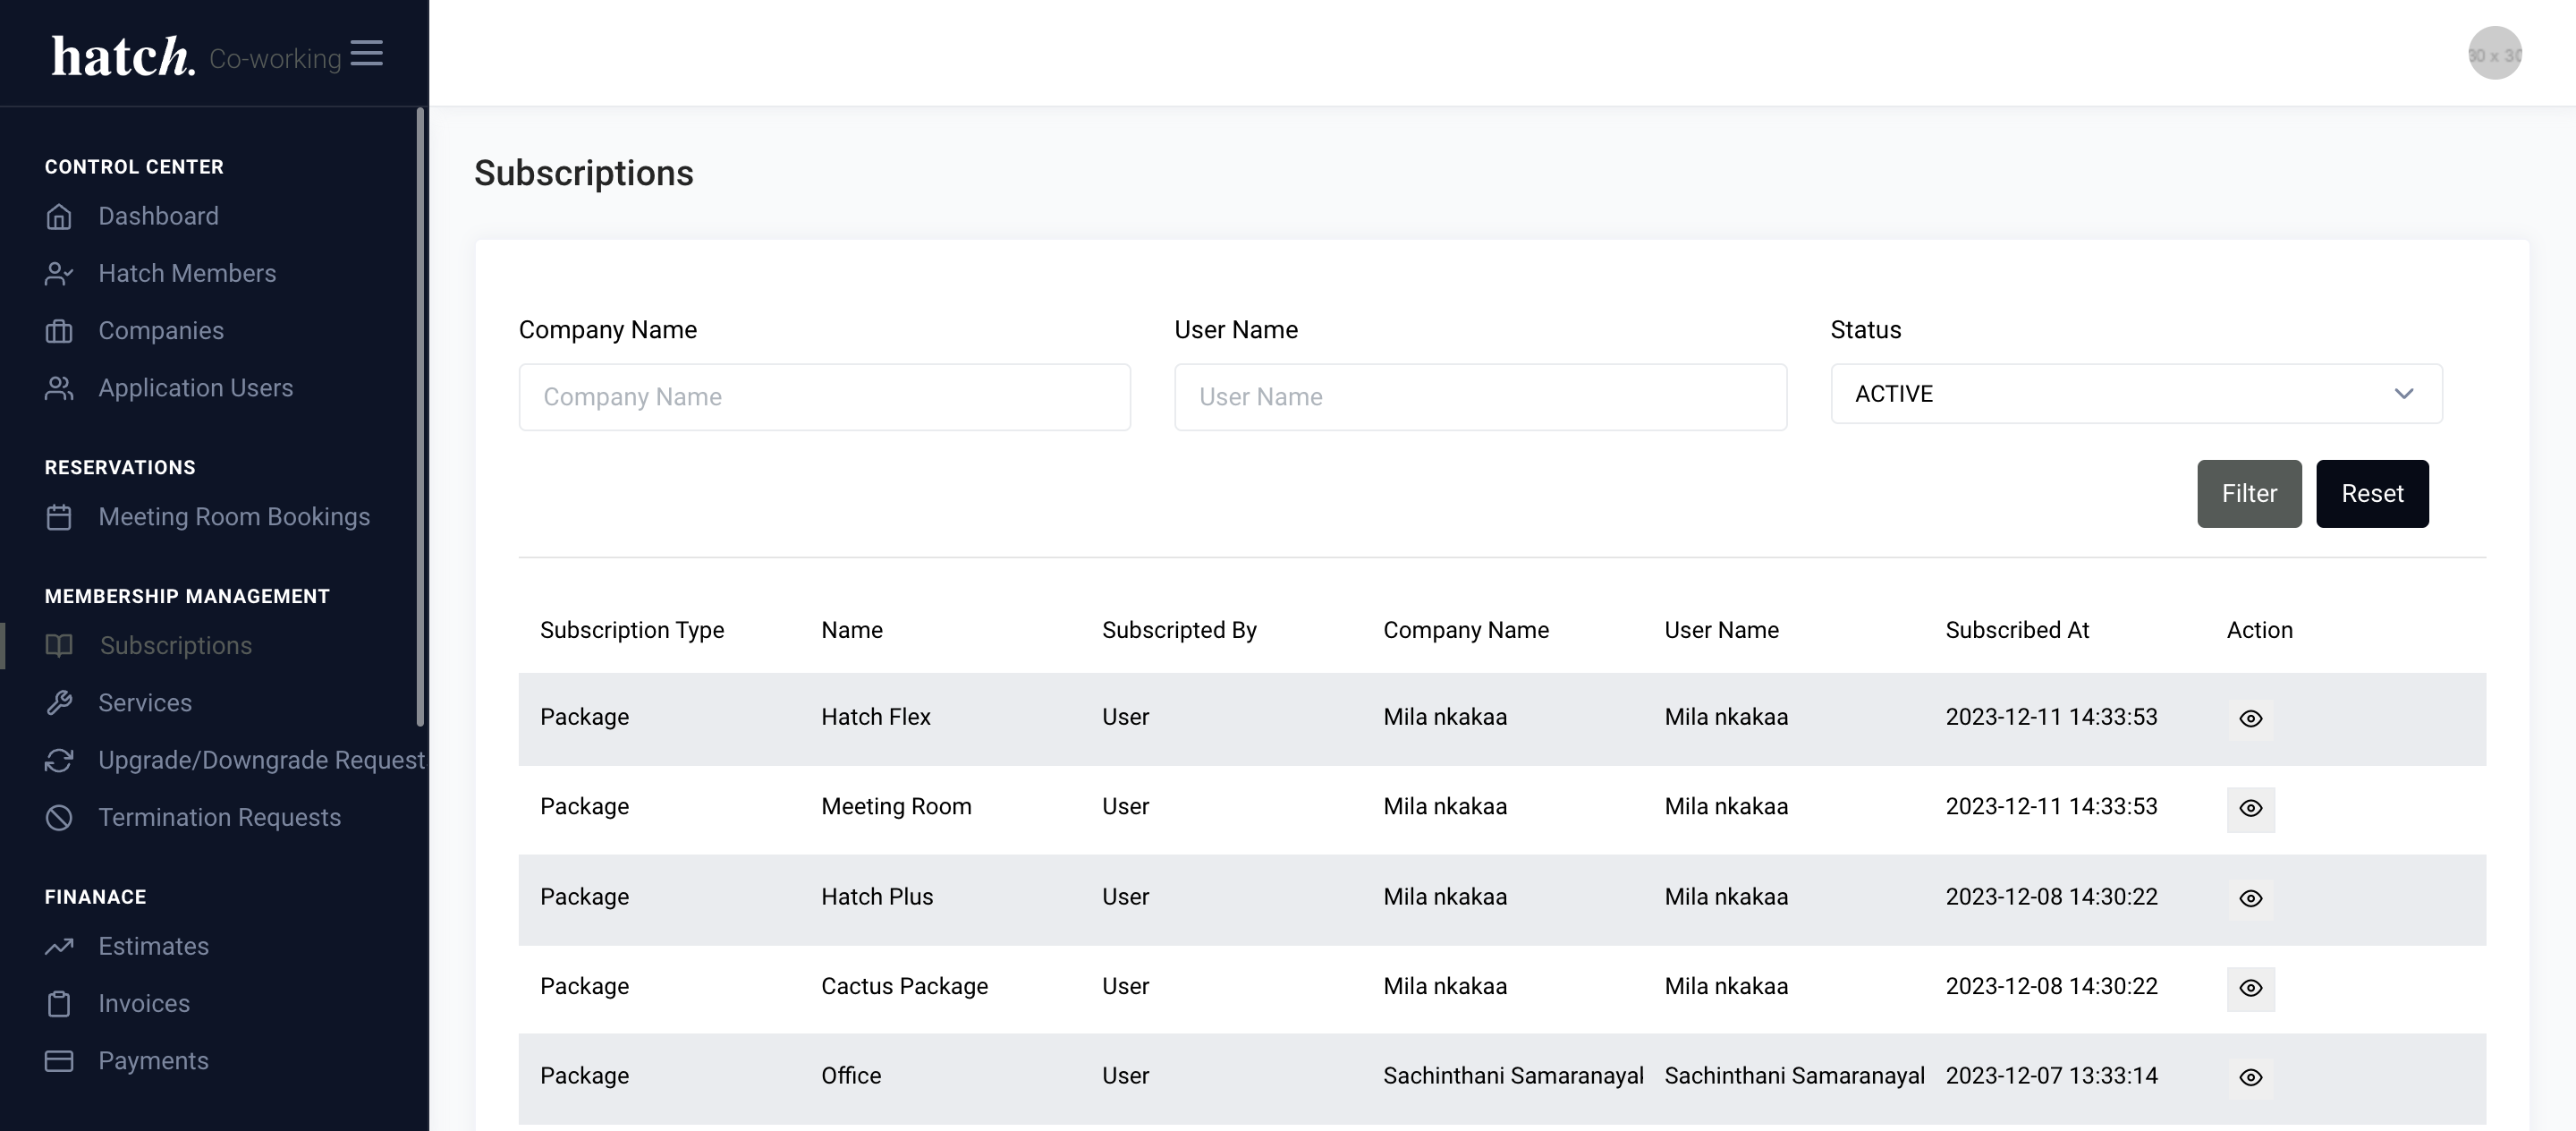 hatch. Co-working
30 x 30
CONTROL CENTER
Dashboard
Hatch Members
Companies
Application Users
RESERVATIONS
Meeting Room Bookings
MEMBERSHIP MANAGEMENT
Subscriptions
Services
Upgrade/Downgrade Request
Termination Requests
FINANACE
Estimates
Invoices
Payments
Subscriptions
Company Name User Name Status
Company Name User Name ACTIVE
Filter Reset
Subscription Type Name Subscripted By Company Name User Name Subscribed At Action
Package Hatch Flex User Mila nkakaa Mila nkakaa 2023-12-11 14:33:53
Package Meeting Room User Mila nkakaa Mila nkakaa 2023-12-11 14:33:53
Package Hatch Plus User Mila nkakaa Mila nkakaa 2023-12-08 14:30:22
Package Cactus Package User Mila nkakaa Mila nkakaa 2023-12-08 14:30:22
Package Office User Sachinthani Samaranayal Sachinthani Samaranayal 2023-12-07 13:33:14